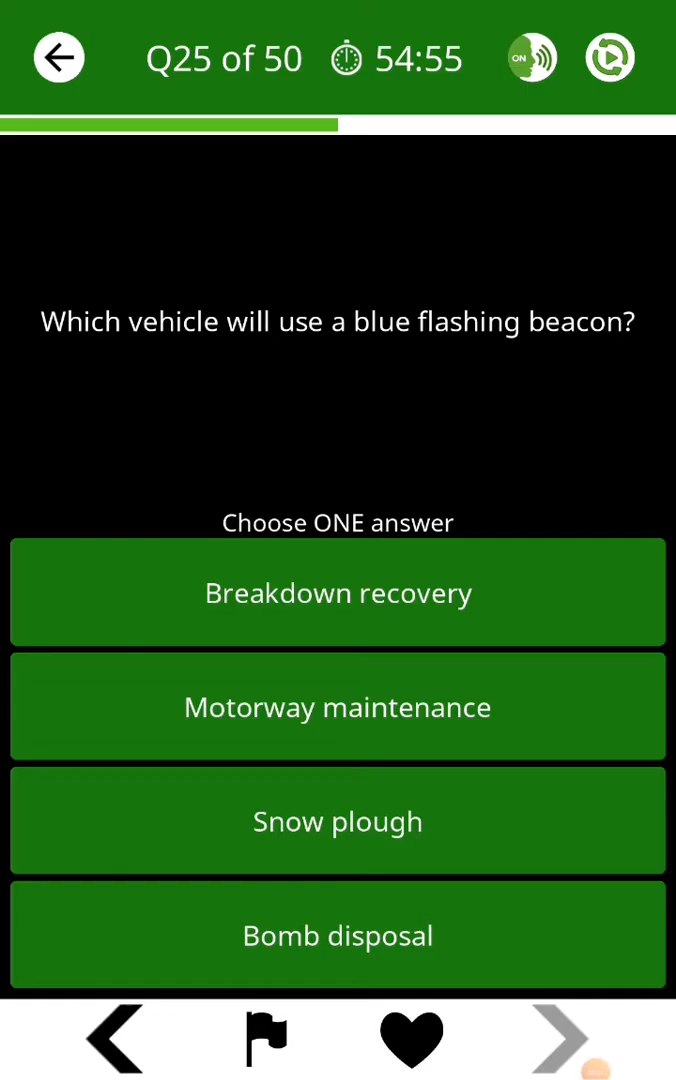 Q25 of 50 54:55 ON
Which vehicle will use a blue flashing beacon?
Choose ONE answer
Breakdown recovery
Motorway maintenance
Snow plough
Bomb disposal